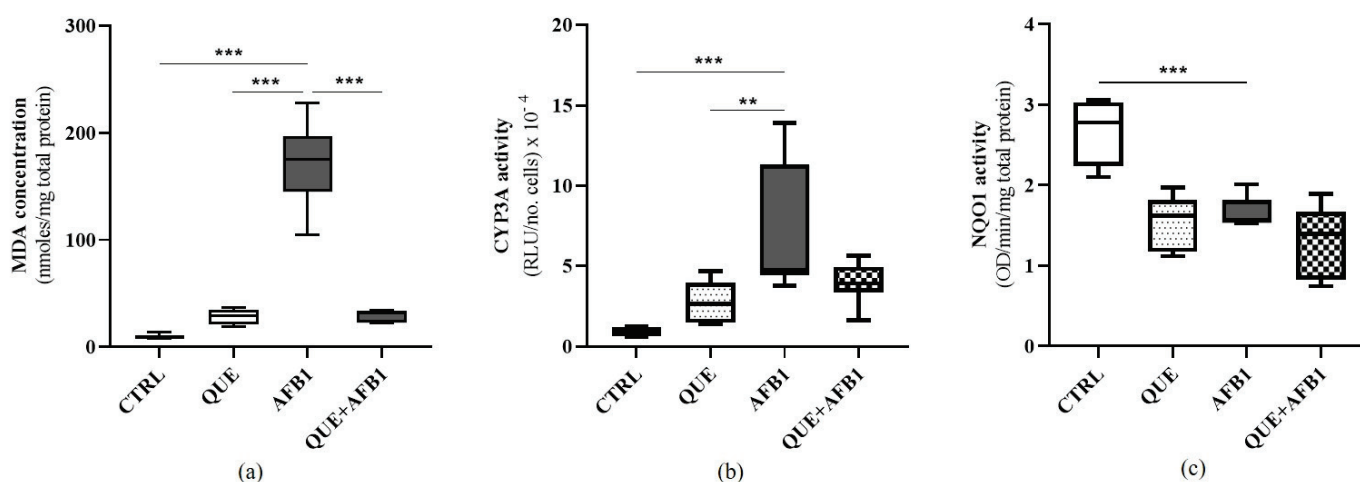 MDA concentration
(nmoles/mg total protein)
300
200
100
0
***
*** ***
CTRL
QUE
AFB1
QUE+AFB1
(a)
CYP3A activity
(RLU/no. cells) x 10⁻⁴
20
15
10
5
0
***
**
CTRL
QUE
AFB1
QUE+AFB1
(b)
NQO1 activity
(OD/min/mg total protein)
4
3
2
1
0
***
CTRL
QUE
AFB1
QUE+AFB1
(c)